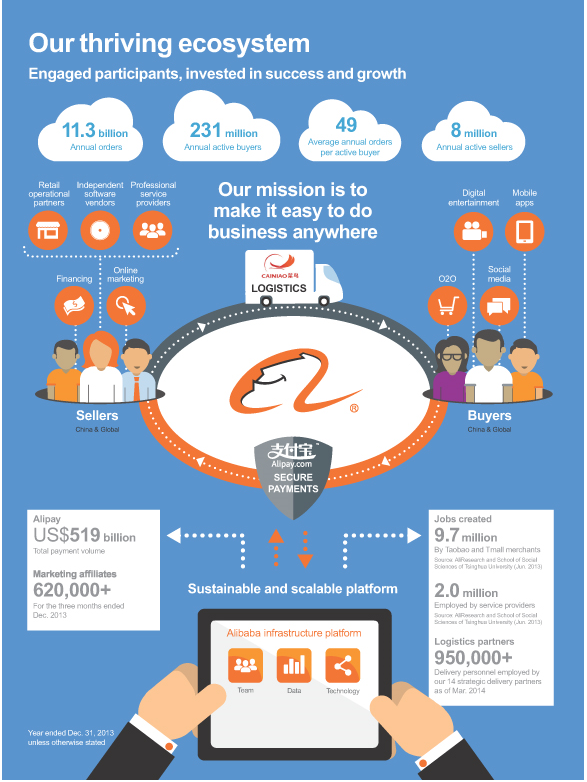 Our thriving ecosystem
Engaged participants, invested in success and growth
11.3 billion
Annual orders
231 million
Annual active buyers
49
Average annual orders
per active buyer
8 million
Annual active sellers
Retail
operational
partners
Independent
software
vendors
Professional
service
providers
Financing
Online
marketing
Our mission is to
make it easy to do
business anywhere
CAINIAO 菜鸟
LOGISTICS
Digital
entertainment
Mobile
apps
O2O
Social
media
Sellers
China & Global
Buyers
China & Global
®
支付宝™
Alipay.com
SECURE
PAYMENTS
Alipay
US$519 billion
Total payment volume
Marketing affiliates
620,000+
For the three months ended
Dec. 2013
Jobs created
9.7 million
By Taobao and Tmall merchants
Source: AliResearch and School of Social
Sciences of Tsinghua University (Jun. 2013)
2.0 million
Employed by service providers
Source: AliResearch and School of Social
Sciences of Tsinghua University (Jun. 2013)
Logistics partners
950,000+
Delivery personnel employed by
our 14 strategic delivery partners
as of Mar. 2014
Sustainable and scalable platform
Alibaba infrastructure platform
Team
Data
Technology
Year ended Dec. 31, 2013
unless otherwise stated